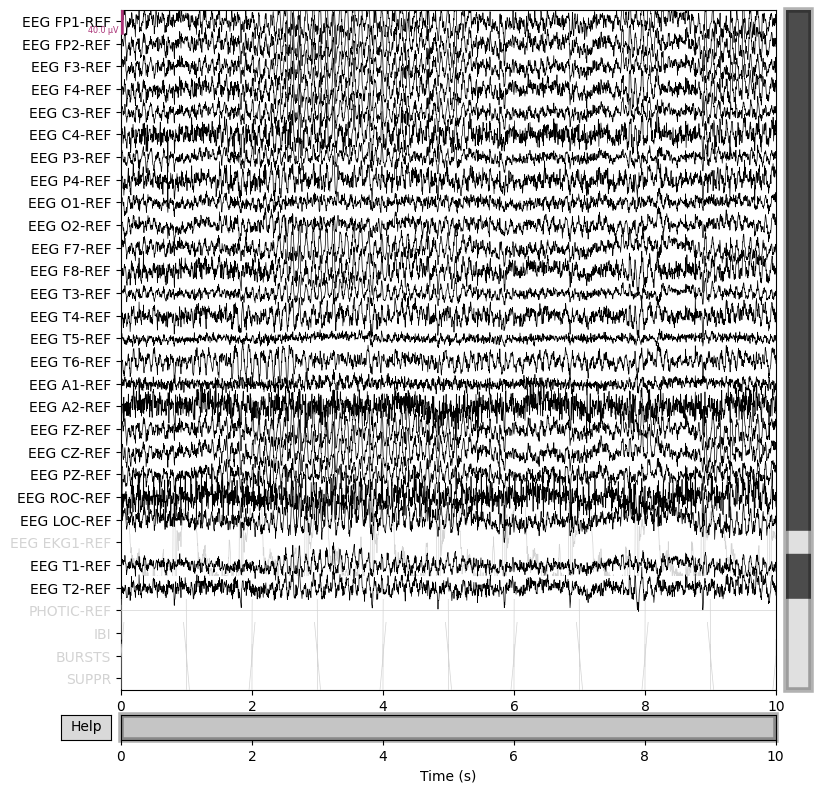 EEG FP1-REF
40.0 µV
EEG FP2-REF
EEG F3-REF
EEG F4-REF
EEG C3-REF
EEG C4-REF
EEG P3-REF
EEG P4-REF
EEG O1-REF
EEG O2-REF
EEG F7-REF
EEG F8-REF
EEG T3-REF
EEG T4-REF
EEG T5-REF
EEG T6-REF
EEG A1-REF
EEG A2-REF
EEG FZ-REF
EEG CZ-REF
EEG PZ-REF
EEG ROC-REF
EEG LOC-REF
EEG EKG1-REF
EEG T1-REF
EEG T2-REF
PHOTIC-REF
IBI
BURSTS
SUPPR
0 2 4 6 8 10
Help
0 2 4 6 8 10
Time (s)